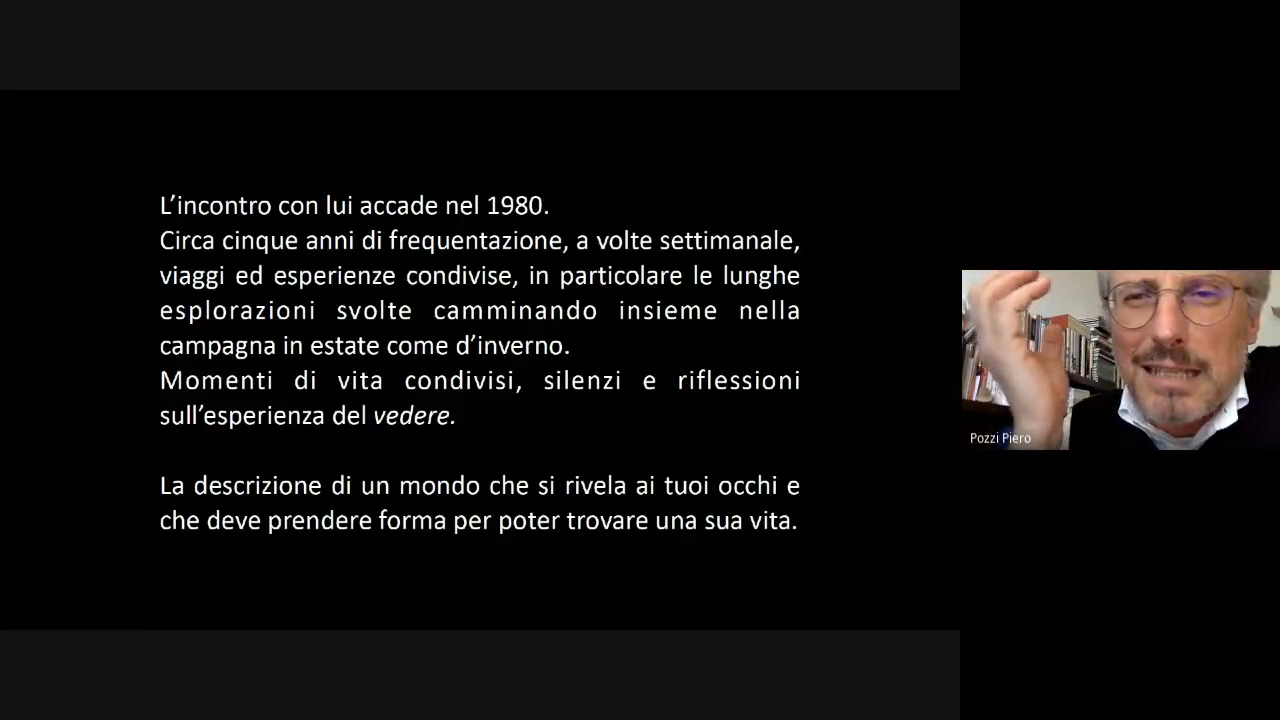 L’incontro con lui accade nel 1980.
Circa cinque anni di frequentazione, a volte settimanale,
viaggi ed esperienze condivise, in particolare le lunghe
esplorazioni svolte camminando insieme nella
campagna in estate come d’inverno.
Momenti di vita condivisi, silenzi e riflessioni
sull’esperienza del vedere.
La descrizione di un mondo che si rivela ai tuoi occhi e
che deve prendere forma per poter trovare una sua vita.
Pozzi Piero